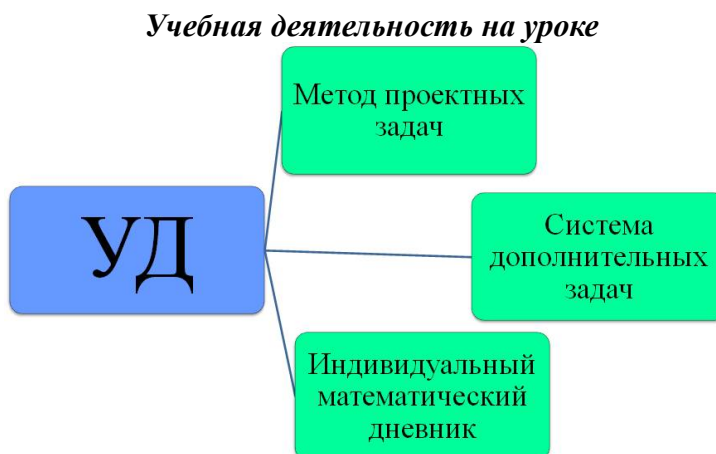 Учебная деятельность на уроке
Метод проектных
задач
УД
Система
дополнительных
задач
Индивидуальный
математический
дневник